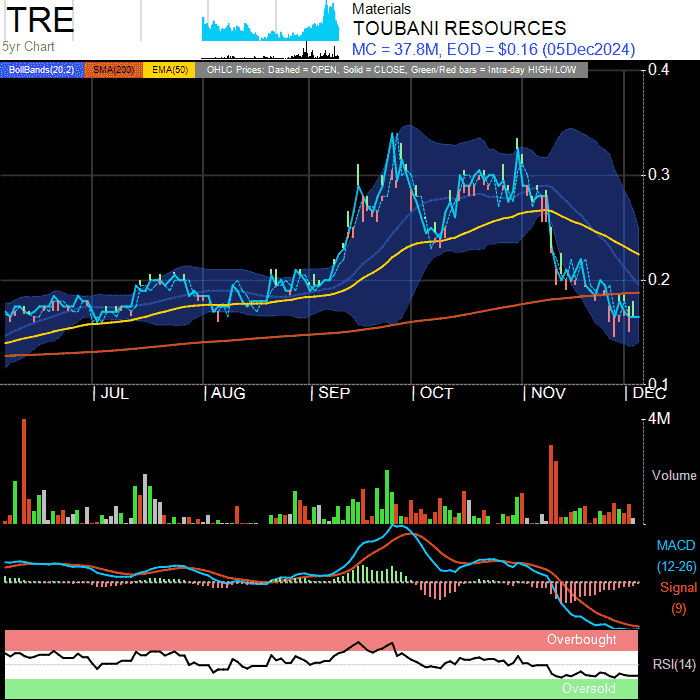 TRE
5yr Chart
Materials
TOUBANI RESOURCES
MC = 37.8M, EOD = $0.16 (05Dec2024)
BollBands(20,2) SMA(200) EMA(50) OHLC Prices: Dashed = OPEN, Solid = CLOSE, Green/Red bars = Intra-day HIGH/LOW
0.4
0.3
0.2
0.1
| JUL | AUG | SEP | OCT | NOV | DEC
4M
Volume
MACD
(12-26)
Signal
(9)
Overbought
RSI(14)
Oversold